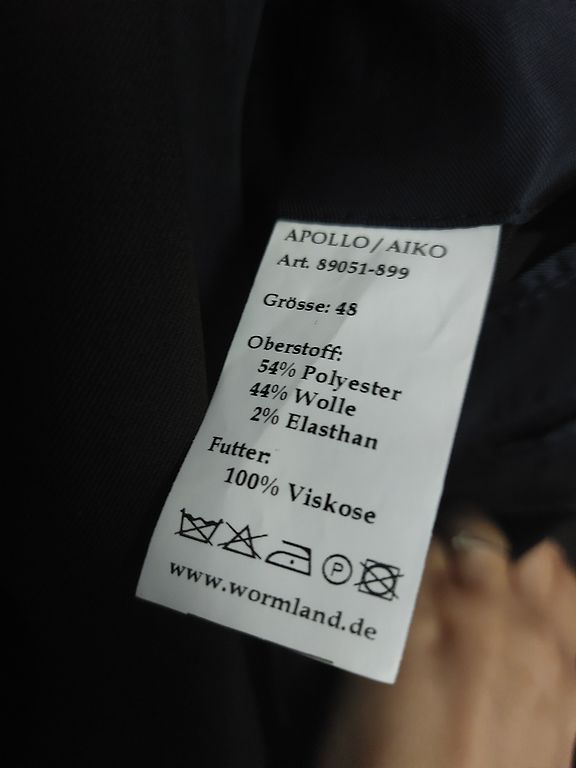 APOLLO / AIKO
Art. 89051-899
Grösse: 48
Oberstoff:
54% Polyester
44% Wolle
2% Elasthan
Futter:
100% Viskose
P
www.wormland.de